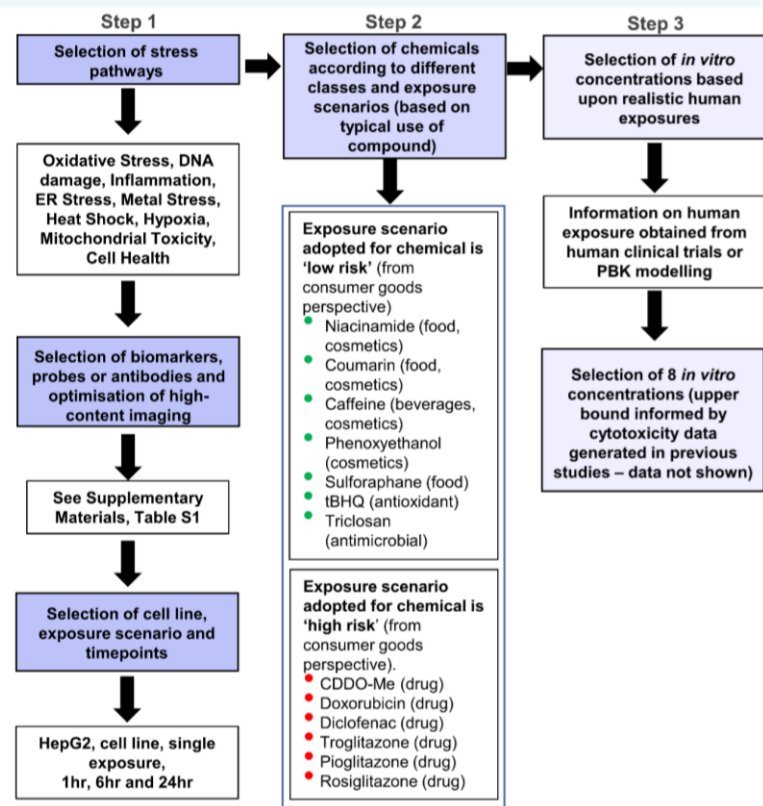 Step 1
Selection of stress
pathways
Oxidative Stress, DNA
damage, Inflammation,
ER Stress, Metal Stress,
Heat Shock, Hypoxia,
Mitochondrial Toxicity,
Cell Health
Selection of biomarkers,
probes or antibodies and
optimisation of high-
content imaging
See Supplementary
Materials, Table S1
Selection of cell line,
exposure scenario and
timepoints
HepG2, cell line, single
exposure,
1hr, 6hr and 24hr
Step 2
Selection of chemicals
according to different
classes and exposure
scenarios (based on
typical use of
compound)
Exposure scenario
adopted for chemical is
‘low risk’ (from
consumer goods
perspective)
Niacinamide (food,
cosmetics)
Coumarin (food,
cosmetics)
Caffeine (beverages,
cosmetics)
Phenoxyethanol
(cosmetics)
Sulforaphane (food)
tBHQ (antioxidant)
Triclosan
(antimicrobial)
Exposure scenario
adopted for chemical is
‘high risk’ (from
consumer goods
perspective).
CDDO-Me (drug)
Doxorubicin (drug)
Diclofenac (drug)
Troglitazone (drug)
Pioglitazone (drug)
Rosiglitazone (drug)
Step 3
Selection of in vitro
concentrations based
upon realistic human
exposures
Information on human
exposure obtained from
human clinical trials or
PBK modelling
Selection of 8 in vitro
concentrations (upper
bound informed by
cytotoxicity data
generated in previous
studies – data not shown)